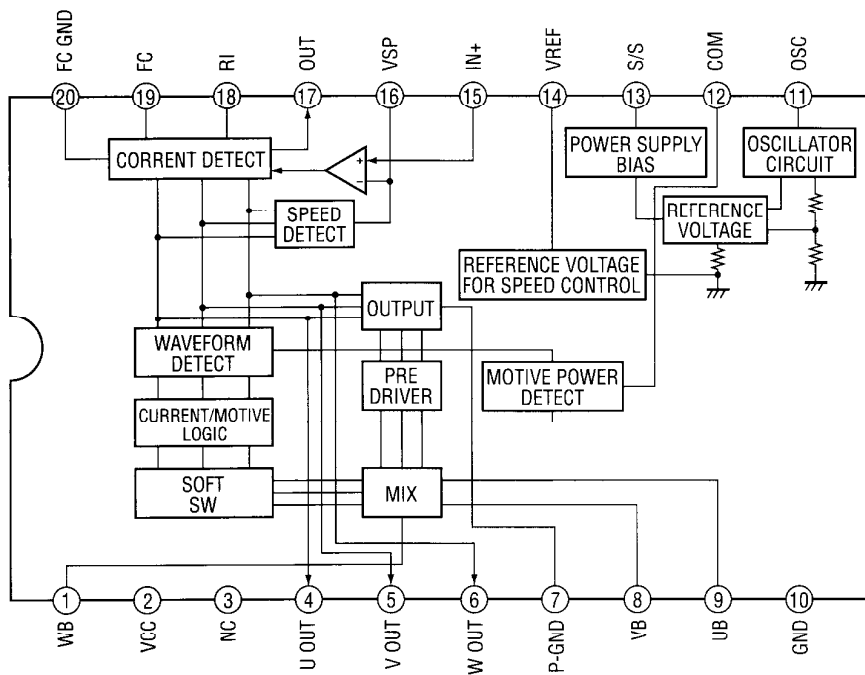 FC GND
FC
RI
OUT
VSP
IN+
VREF
S/S
COM
OSC
20
19
18
17
16
15
14
13
12
11
CORRENT DETECT
+
−
POWER SUPPLY
BIAS
OSCILLATOR
CIRCUIT
SPEED
DETECT
REFERENCE
VOLTAGE
REFERENCE VOLTAGE
FOR SPEED CONTROL
OUTPUT
WAVEFORM
DETECT
PRE
DRIVER
MOTIVE POWER
DETECT
CURRENT/MOTIVE
LOGIC
SOFT
SW
MIX
1
2
3
4
5
6
7
8
9
10
WB
VCC
NC
U OUT
V OUT
W OUT
P-GND
VB
UB
GND